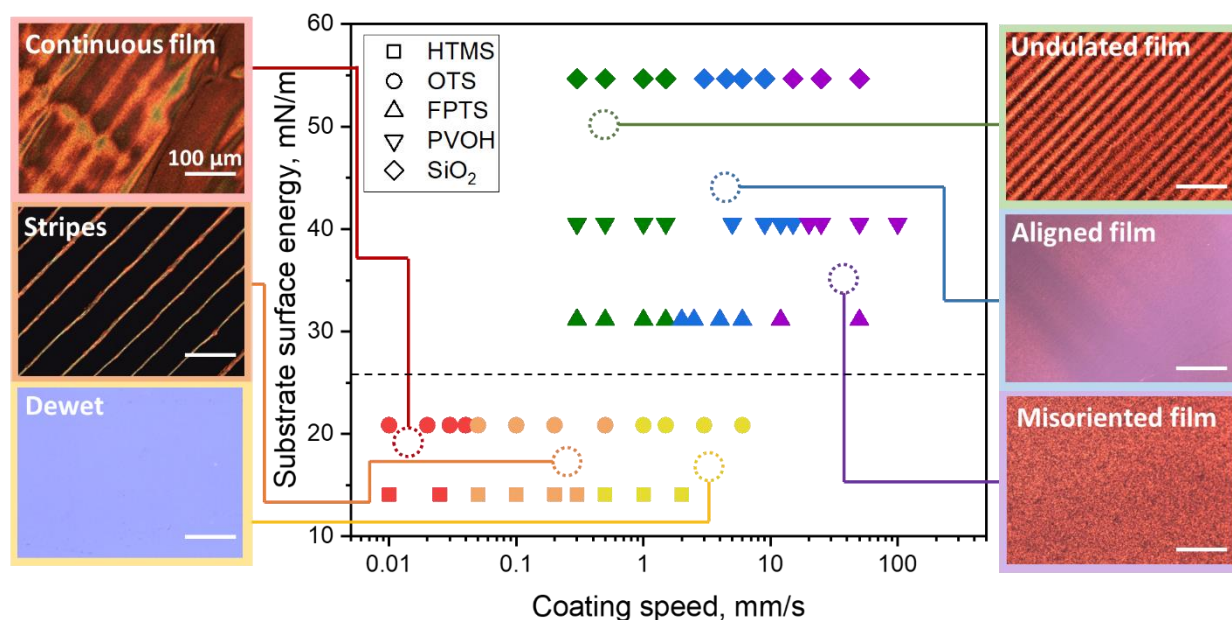 Continuous film
100 μm
Stripes
Dewet
Substrate surface energy, mN/m
60
50
40
30
20
10
HTMS
OTS
FPTS
PVOH
SiO₂
0.01
0.1
1
10
100
Coating speed, mm/s
Undulated film
Aligned film
Misoriented film